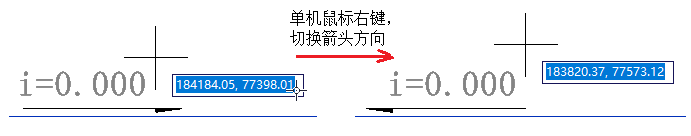 单机鼠标右键，
切换箭头方向
i=0.000
184184.05, 77398.01
i=0.000
183820.37, 77573.12